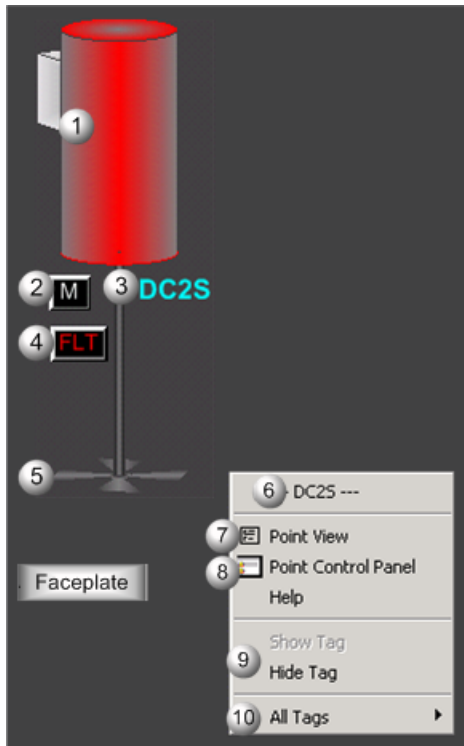 1
2 M 3 DC2S
4 FLT
5
6 - DC2S ---
7 Point View
Faceplate
8 Point Control Panel
Help
Show Tag
9
Hide Tag
10 All Tags